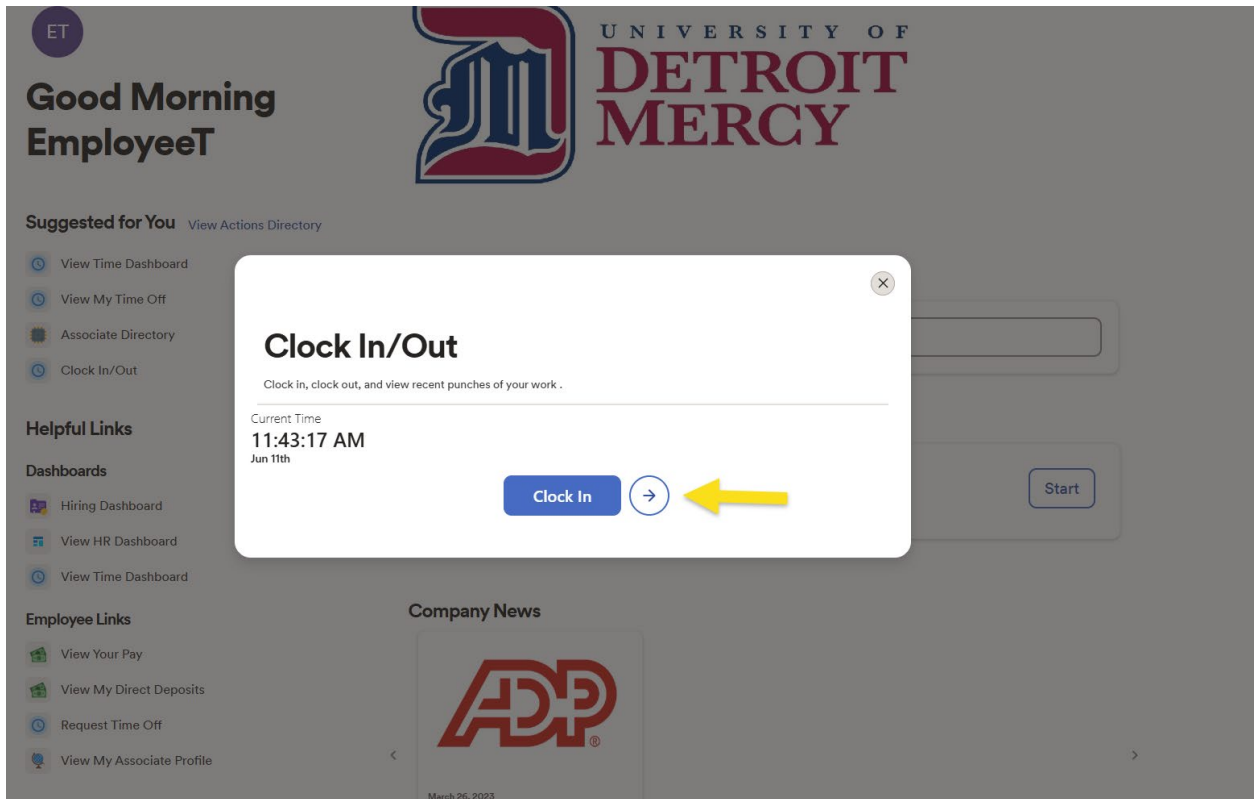 ET
UNIVERSITY OF
DETROIT
MERCY
Good Morning
EmployeeT
Suggested for You View Actions Directory
View Time Dashboard
View My Time Off
Associate Directory
Clock In/Out
Clock In/Out
Clock in, clock out, and view recent punches of your work .
Current Time
11:43:17 AM
Jun 11th
Clock In
Start
Helpful Links
Dashboards
Hiring Dashboard
View HR Dashboard
View Time Dashboard
Employee Links
View Your Pay
View My Direct Deposits
Request Time Off
View My Associate Profile
Company News
ADP®
March 26, 2023